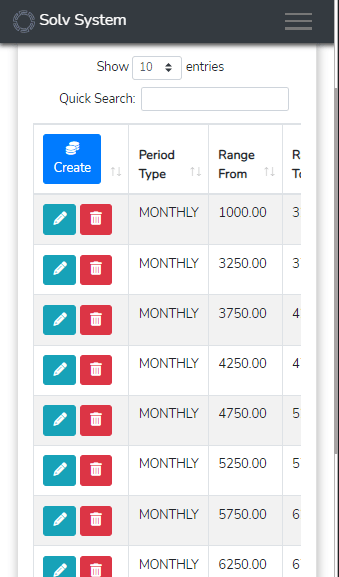 Solv System
Show 10 entries
Quick Search:
Create
Period Type
Range From
R
MONTHLY 1000.00 3
MONTHLY 3250.00 3
MONTHLY 3750.00 4
MONTHLY 4250.00 4
MONTHLY 4750.00 5
MONTHLY 5250.00 5
MONTHLY 5750.00 6
MONTHLY 6250.00 6